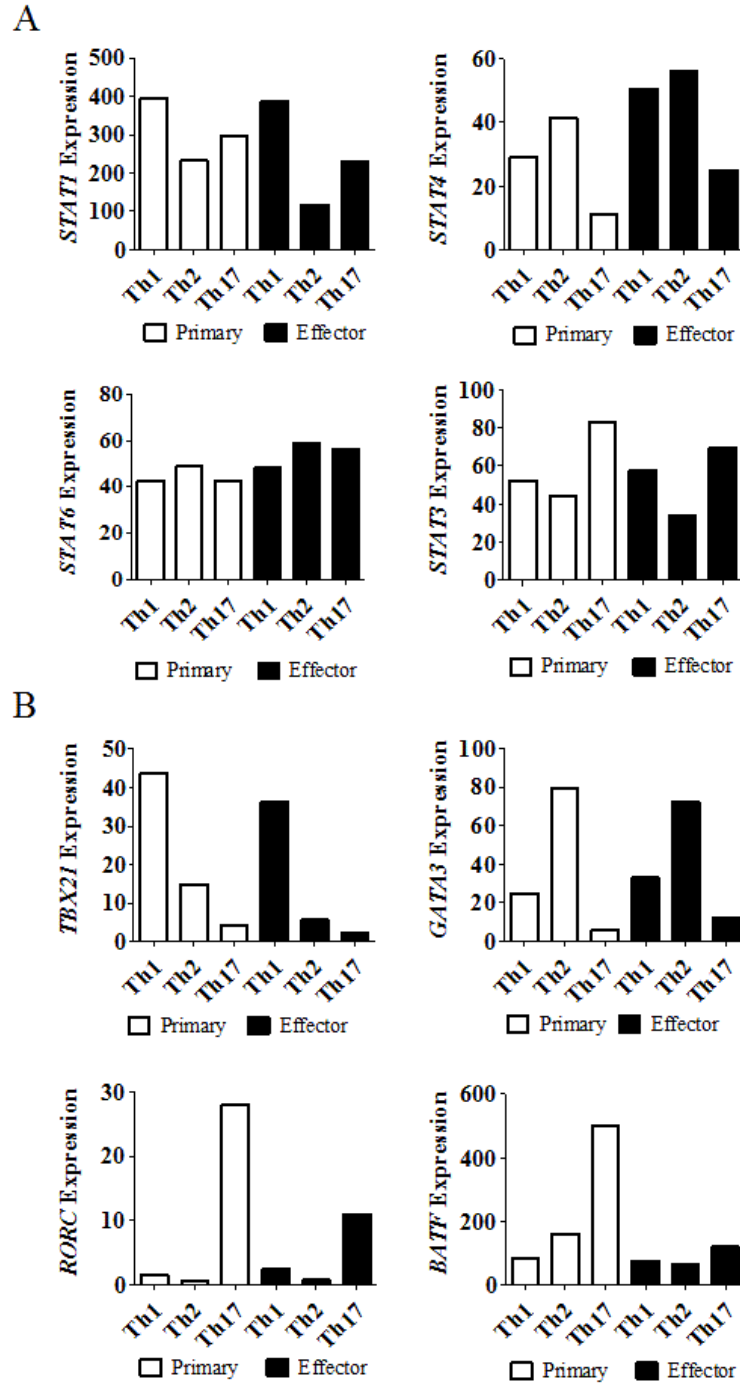 A
STAT1 Expression
500
400
300
200
100
0
Th1 Th2 Th17 Th1 Th2 Th17
Primary Effector
STAT4 Expression
60
40
20
0
Th1 Th2 Th17 Th1 Th2 Th17
Primary Effector
STAT6 Expression
80
60
40
20
0
Th1 Th2 Th17 Th1 Th2 Th17
Primary Effector
STAT3 Expression
100
80
60
40
20
0
Th1 Th2 Th17 Th1 Th2 Th17
Primary Effector
B
TBX21 Expression
50
40
30
20
10
0
Th1 Th2 Th17 Th1 Th2 Th17
Primary Effector
GATA3 Expression
100
80
60
40
20
0
Th1 Th2 Th17 Th1 Th2 Th17
Primary Effector
RORC Expression
30
20
10
0
Th1 Th2 Th17 Th1 Th2 Th17
Primary Effector
BATF Expression
600
400
200
0
Th1 Th2 Th17 Th1 Th2 Th17
Primary Effector